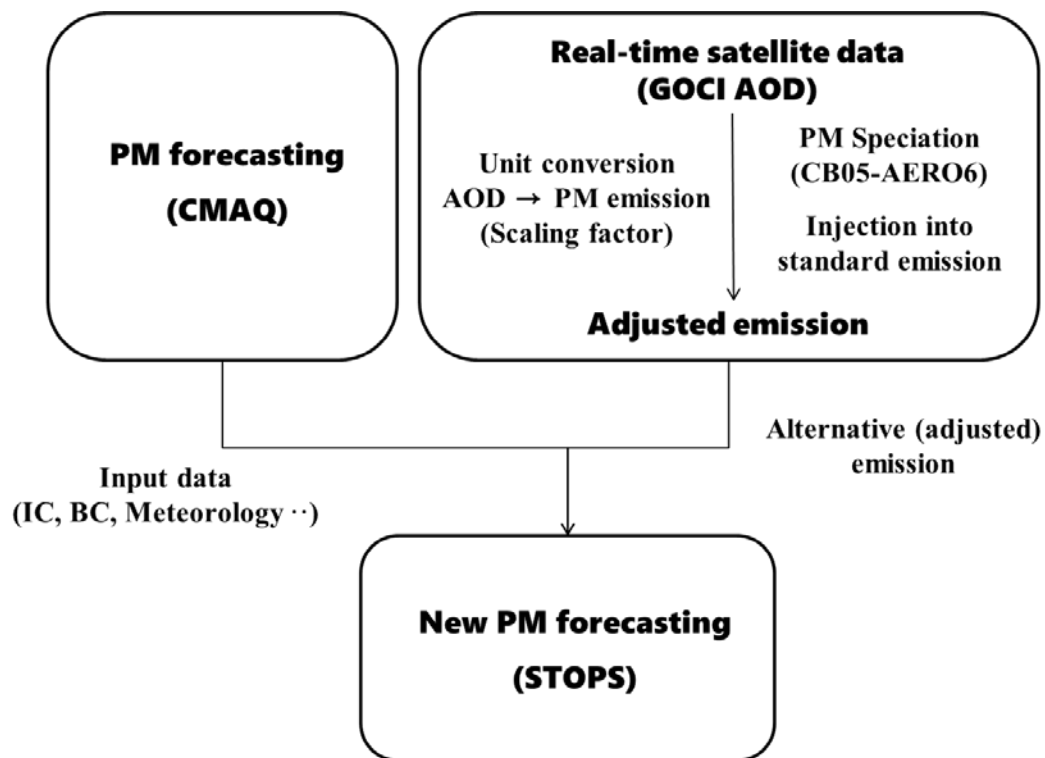 PM forecasting
(CMAQ)
Real-time satellite data
(GOCI AOD)
Unit conversion
AOD → PM emission
(Scaling factor)
PM Speciation
(CB05-AERO6)
Injection into
standard emission
Adjusted emission
Input data
(IC, BC, Meteorology ··)
Alternative (adjusted)
emission
New PM forecasting
(STOPS)